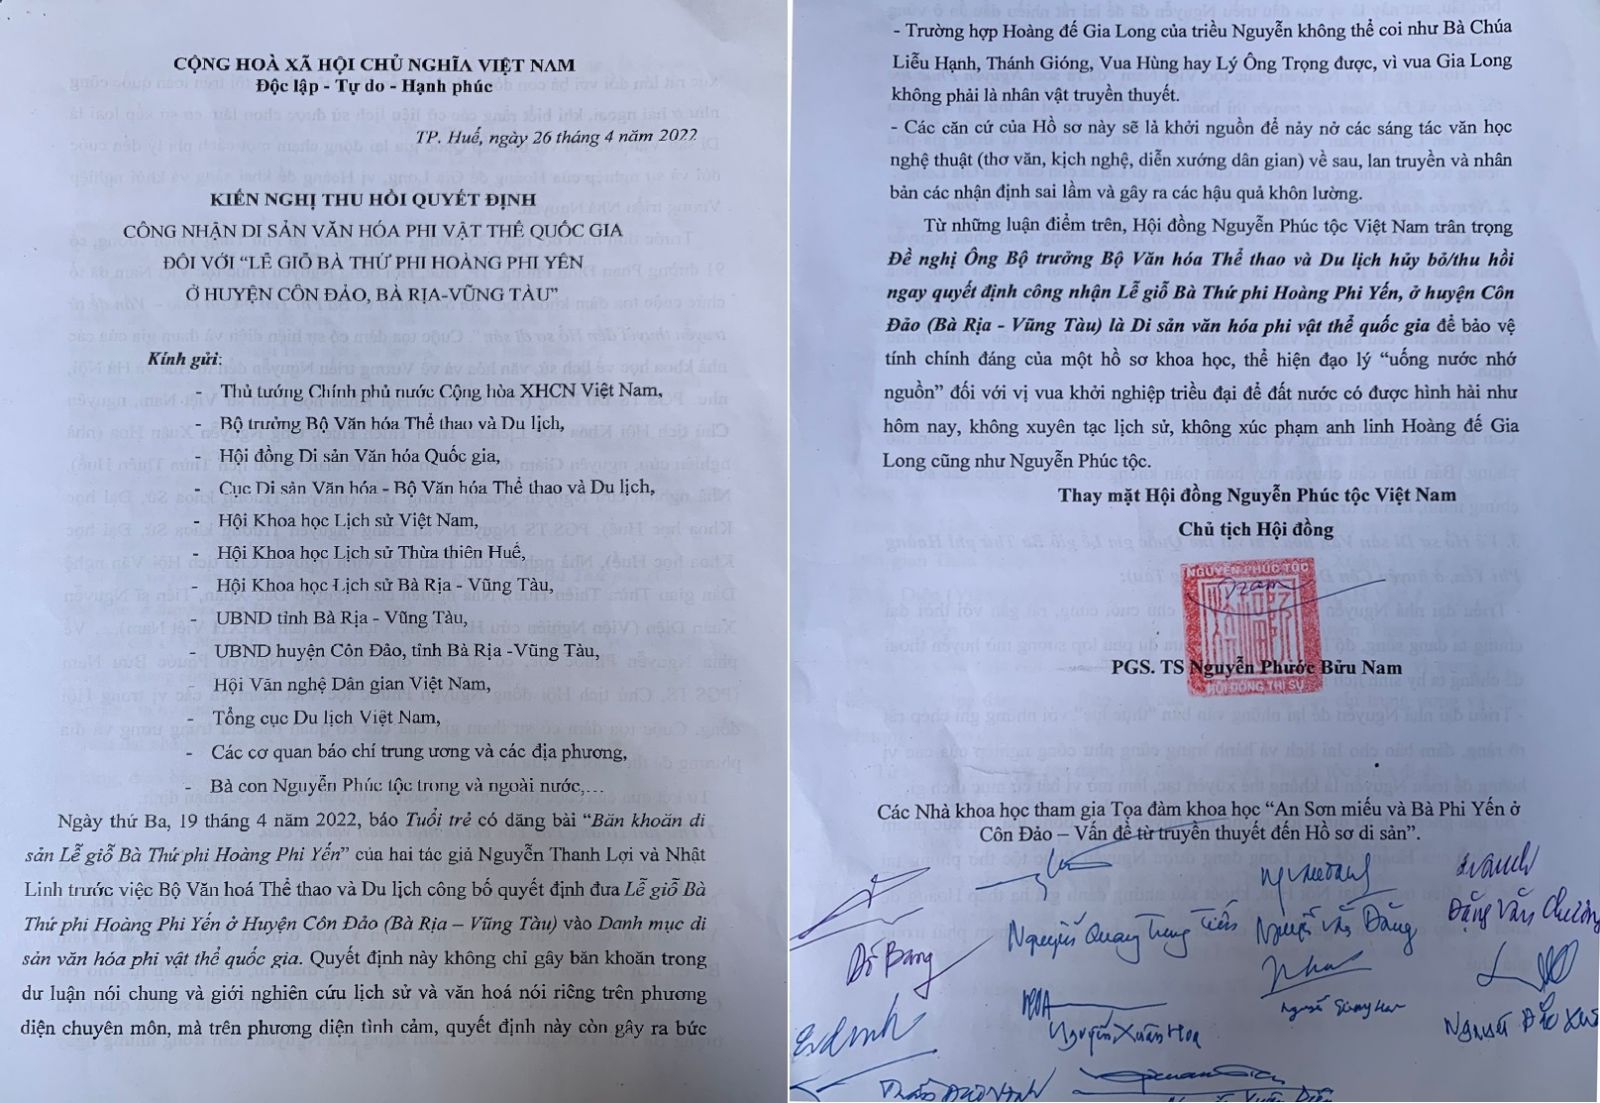 CỘNG HOÀ XÃ HỘI CHỦ NGHĨA VIỆT NAM
Độc lập - Tự do - Hạnh phúc
TP. Huế, ngày 26 tháng 4 năm 2022
KIẾN NGHỊ THU HỒI QUYẾT ĐỊNH
CÔNG NHẬN DI SẢN VĂN HÓA PHI VẬT THỂ QUỐC GIA
ĐỐI VỚI “LỄ GIỖ BÀ THỨ PHI HOÀNG PHI YẾN
Ở HUYỆN CÔN ĐẢO, BÀ RỊA-VŨNG TÀU”
Kính gửi:
- Thủ tướng Chính phủ nước Cộng hòa XHCN Việt Nam,
- Bộ trưởng Bộ Văn hóa Thể thao và Du lịch,
- Hội đồng Di sản Văn hóa Quốc gia,
- Cục Di sản Văn hóa - Bộ Văn hóa Thể thao và Du lịch,
- Hội Khoa học Lịch sử Việt Nam,
- Hội Khoa học Lịch sử Thừa thiên Huế,
- Hội Khoa học Lịch sử Bà Rịa - Vũng Tàu,
- UBND tỉnh Bà Rịa - Vũng Tàu,
- UBND huyện Côn Đảo, tỉnh Bà Rịa -Vũng Tàu,
- Hội Văn nghệ Dân gian Việt Nam,
- Tổng cục Du lịch Việt Nam,
- Các cơ quan báo chí trung ương và các địa phương,
- Bà con Nguyễn Phúc tộc trong và ngoài nước,...
Ngày thứ Ba, 19 tháng 4 năm 2022, báo Tuổi trẻ có đăng bài “Băn khoăn di
sản Lễ giỗ Bà Thứ phi Hoàng Phi Yến” của hai tác giả Nguyễn Thanh Lợi và Nhật
Linh trước việc Bộ Văn hoá Thể thao và Du lịch công bố quyết định đưa Lễ giỗ Bà
Thứ phi Hoàng Phi Yến ở Huyện Côn Đảo (Bà Rịa – Vũng Tàu) vào Danh mục di
sản văn hóa phi vật thể quốc gia. Quyết định này không chỉ gây băn khoăn trong
dư luận nói chung và giới nghiên cứu lịch sử và văn hoá nói riêng trên phương
diện chuyên môn, mà trên phương diện tình cảm, quyết định này còn gây ra bức
- Trường hợp Hoàng đế Gia Long của triều Nguyễn không thể coi như Bà Chúa
Liễu Hạnh, Thánh Gióng, Vua Hùng hay Lý Ông Trọng được, vì vua Gia Long
không phải là nhân vật truyền thuyết.
- Các căn cứ của Hồ sơ này sẽ là khởi nguồn để nảy nở các sáng tác văn học
nghệ thuật (thơ văn, kịch nghệ, diễn xướng dân gian) về sau, lan truyền và nhân
bản các nhận định sai lầm và gây ra các hậu quả khôn lường.
Từ những luận điểm trên, Hội đồng Nguyễn Phúc tộc Việt Nam trân trọng
Đề nghị Ông Bộ trưởng Bộ Văn hóa Thể thao và Du lịch hủy bỏ/thu hồi
ngay quyết định công nhận Lễ giỗ Bà Thứ phi Hoàng Phi Yến, ở huyện Côn
Đảo (Bà Rịa - Vũng Tàu) là Di sản văn hóa phi vật thể quốc gia để bảo vệ
tính chính đáng của một hồ sơ khoa học, thể hiện đạo lý “uống nước nhớ
nguồn” đối với vị vua khởi nghiệp triều đại để đất nước có được hình hài như
hôm nay, không xuyên tạc lịch sử, không xúc phạm anh linh Hoàng đế Gia
Long cũng như Nguyễn Phúc tộc.
Thay mặt Hội đồng Nguyễn Phúc tộc Việt Nam
Chủ tịch Hội đồng
NGUYỄN PHÚC TỘC
PGS. TS Nguyễn Phước Bửu Nam
HỘI ĐỒNG THỊ SỰ
Các Nhà khoa học tham gia Tọa đàm khoa học “An Sơn miếu và Bà Phi Yến ở
Côn Đảo – Vấn đề từ truyền thuyết đến Hồ sơ di sản”.
Đỗ Bang
Nguyễn Quang Trung Tiến
Nguyễn Văn Đăng
Đặng Văn Chương
Nguyễn Xuân Hoa